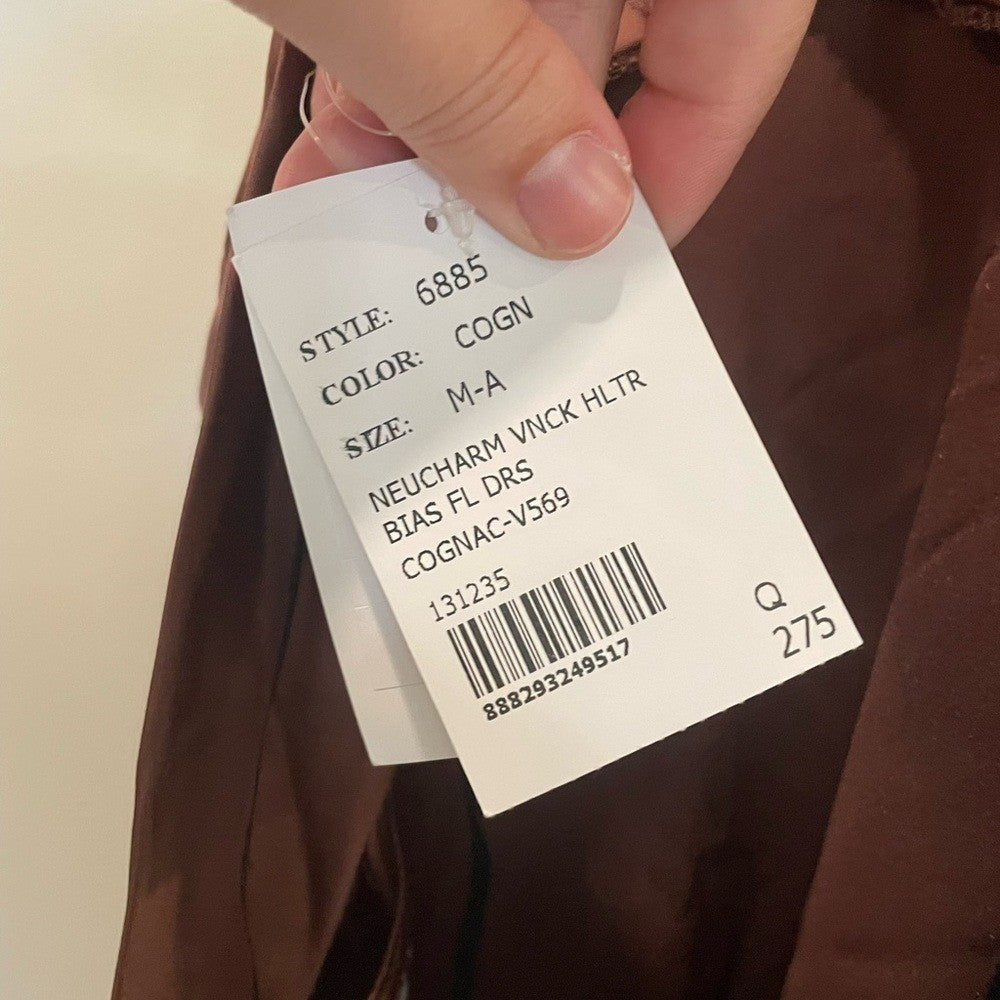 STYLE: 6885
COLOR: COGN
SIZE: M-A
NEUCHARM VNCK HLTR
BIAS FL DRS
COGNAC-V569
131235
888293249517
Q
275